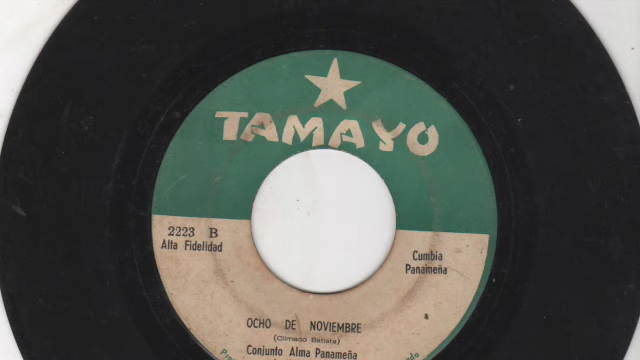 TAMAYO
2223 B
Alta Fidelidad
Cumbia
Panameña
OCHO DE NOVIEMBRE
(Climaco Batista)
Conjunto Alma Panameña